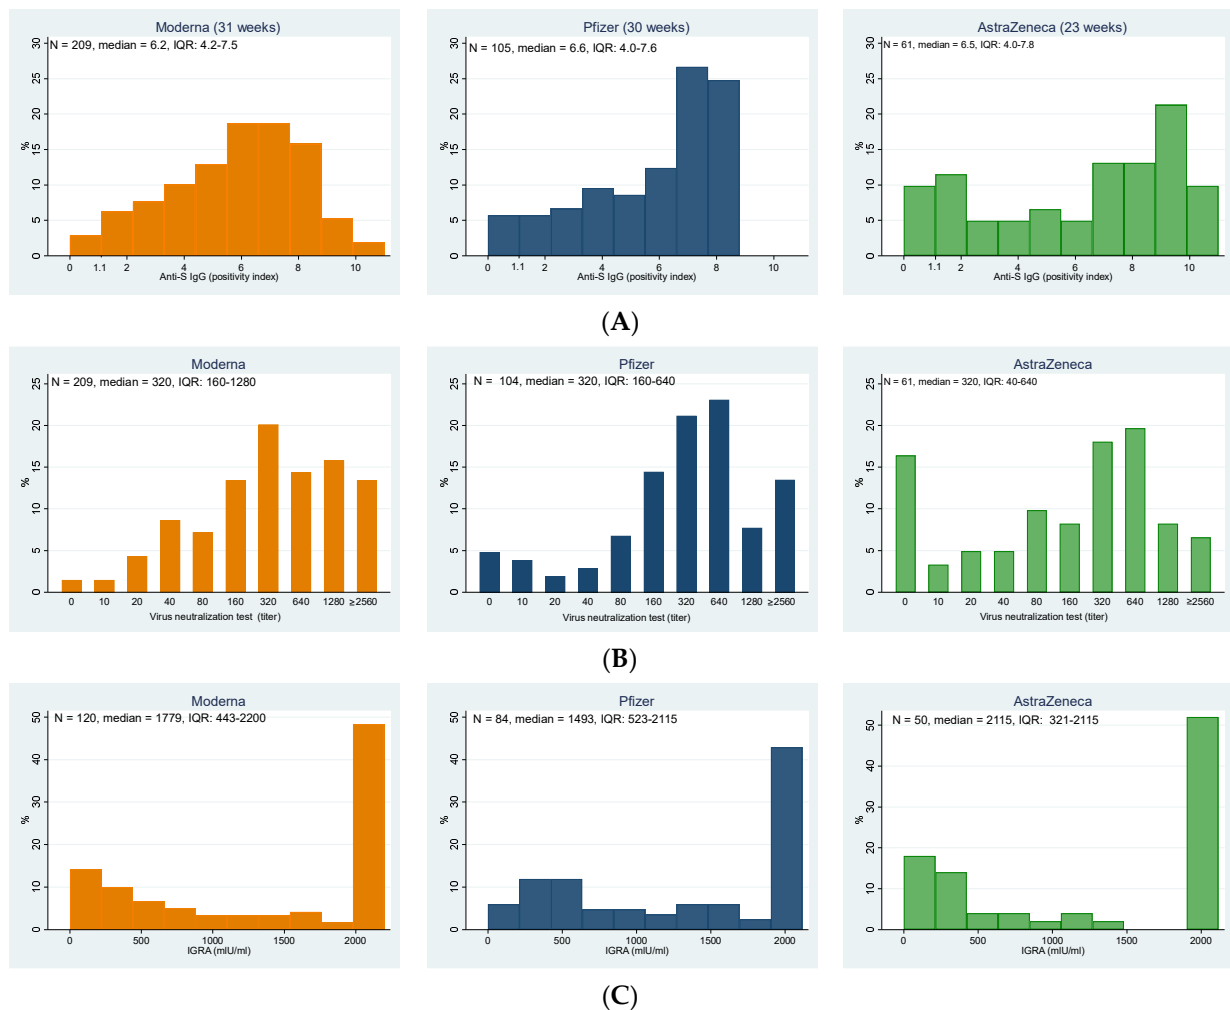 Moderna (31 weeks)
N = 209, median = 6.2, IQR: 4.2-7.5
%
0 5 10 15 20 25 30
0 1.1 2 4 6 8 10
Anti-S IgG (positivity index)
Pfizer (30 weeks)
N = 105, median = 6.6, IQR: 4.0-7.6
%
0 5 10 15 20 25 30
0 1.1 2 4 6 8 10
Anti-S IgG (positivity index)
AstraZeneca (23 weeks)
N = 61, median = 6.5, IQR: 4.0-7.8
%
0 5 10 15 20 25 30
0 1.1 2 4 6 8 10
Anti-S IgG (positivity index)
(A)
Moderna
N = 209, median = 320, IQR: 160-1280
%
0 5 10 15 20 25
0 10 20 40 80 160 320 640 1280 ≥2560
Virus neutralization test (titer)
Pfizer
N = 104, median = 320, IQR: 160-640
%
0 5 10 15 20 25
0 10 20 40 80 160 320 640 1280 ≥2560
Virus neutralization test (titer)
AstraZeneca
N = 61, median = 320, IQR: 40-640
%
0 5 10 15 20 25
0 10 20 40 80 160 320 640 1280 ≥2560
Virus neutralization test (titer)
(B)
Moderna
N = 120, median = 1779, IQR: 443-2200
%
0 10 20 30 40 50
0 500 1000 1500 2000
IGRA (mIU/ml)
Pfizer
N = 84, median = 1493, IQR: 523-2115
%
0 10 20 30 40 50
0 500 1000 1500 2000
IGRA (mIU/ml)
AstraZeneca
N = 50, median = 2115, IQR: 321-2115
%
0 10 20 30 40 50
0 500 1000 1500 2000
IGRA (mIU/ml)
(C)